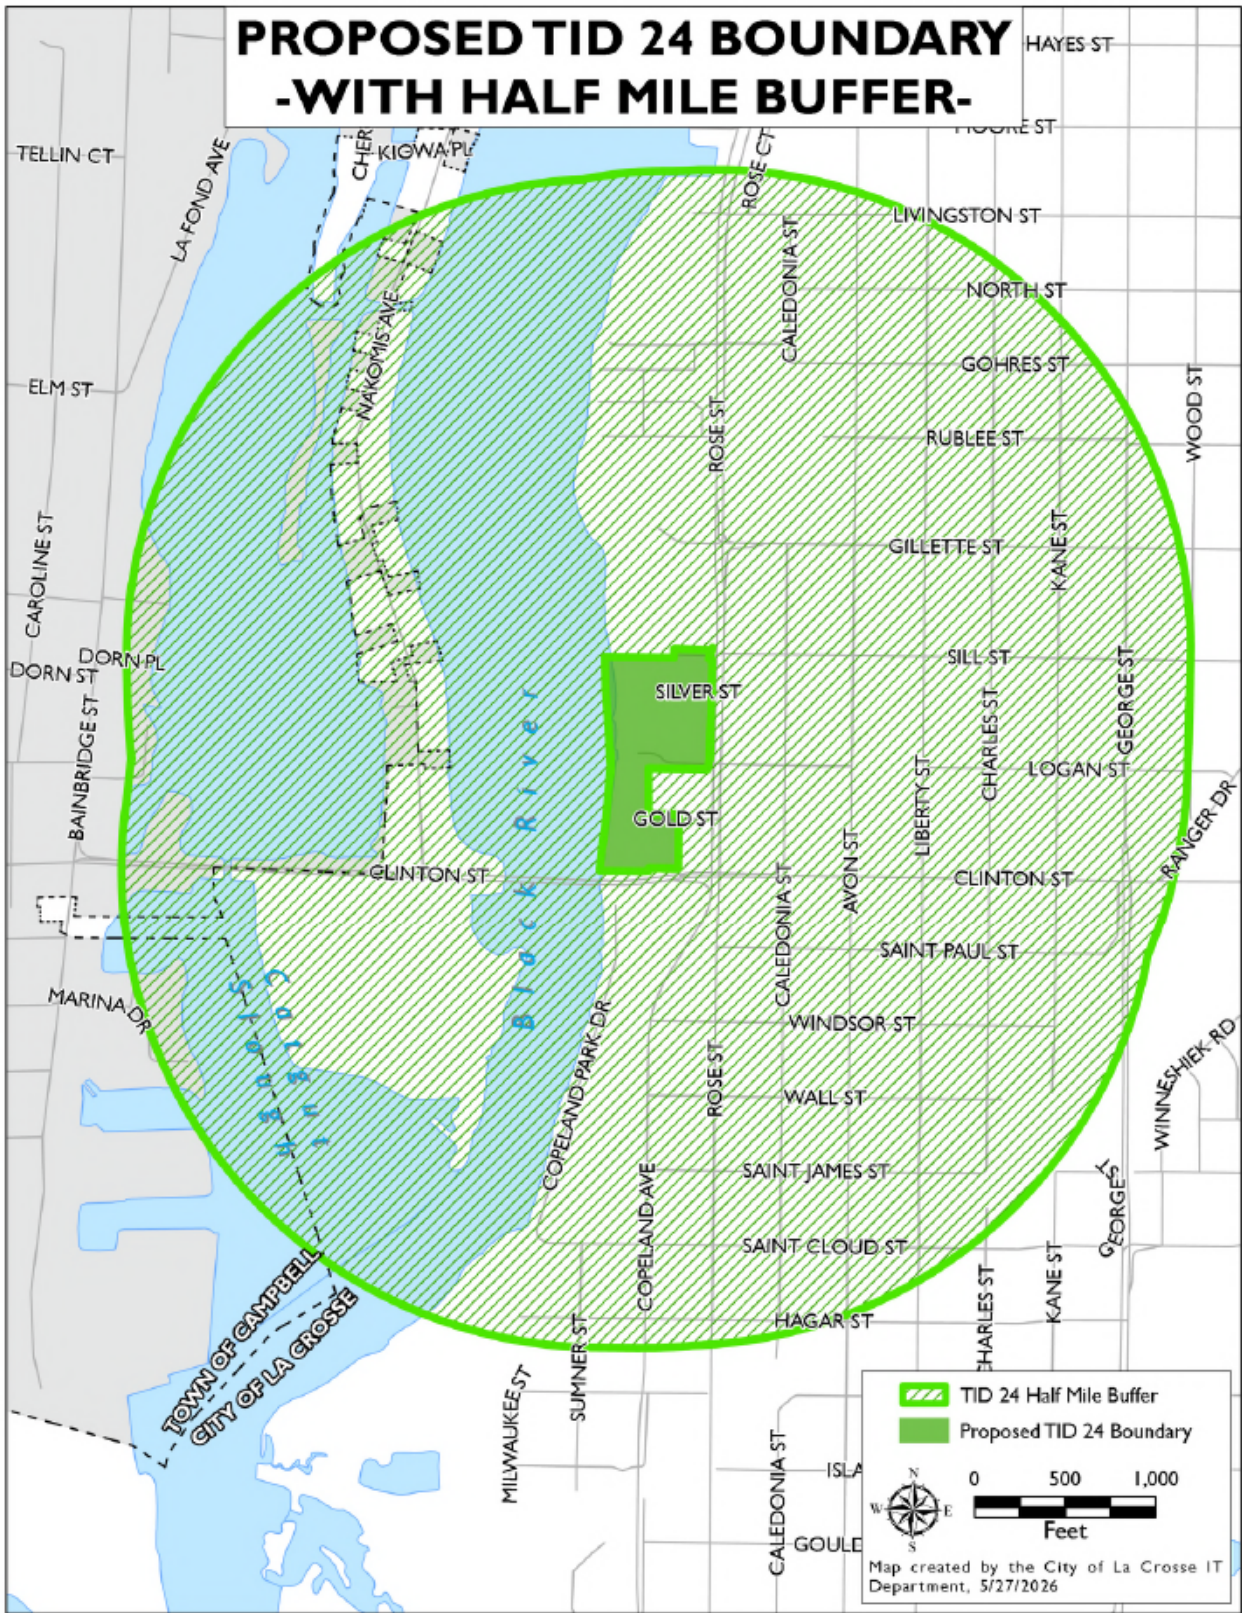 PROPOSED TID 24 BOUNDARY
-WITH HALF MILE BUFFER-
HAYES ST
TELLIN CT
LA FOND AVE
KIOWA PL
ROSE CT
LIVINGSTON ST
CALEDONIA ST
NORTH ST
NAKOMIS AVE
GOHRES ST
ELM ST
WOOD ST
ROSE ST
RUBLEE ST
CAROLINE ST
GILLETTE ST
KANE ST
DORN PL
DORN ST
SILL ST
SILVER ST
GEORGE ST
BAINBRIDGE ST
Black River
CHARLES ST
LOGAN ST
LIBERTY ST
GOLD ST
RANGER DR
AVON ST
CLINTON ST
CLINTON ST
CALEDONIA ST
SAINT PAUL ST
MARINA DR
Calgut
Slough
WINDSOR ST
COPELAND PARK DR
ROSE ST
WALL ST
WINNESHIEK RD
SAINT JAMES ST
COPELAND AVE
GEORGE ST
SAINT CLOUD ST
KANE ST
CHARLES ST
HAGAR ST
TOWN OF CAMPBELL
CITY OF LA CROSSE
SUMNER ST
MILWAUKEE ST
CALEDONIA ST
ISLA
GOULD
TID 24 Half Mile Buffer
Proposed TID 24 Boundary
N
W E
S
0 500 1,000
Feet
Map created by the City of La Crosse IT
Department, 5/27/2026